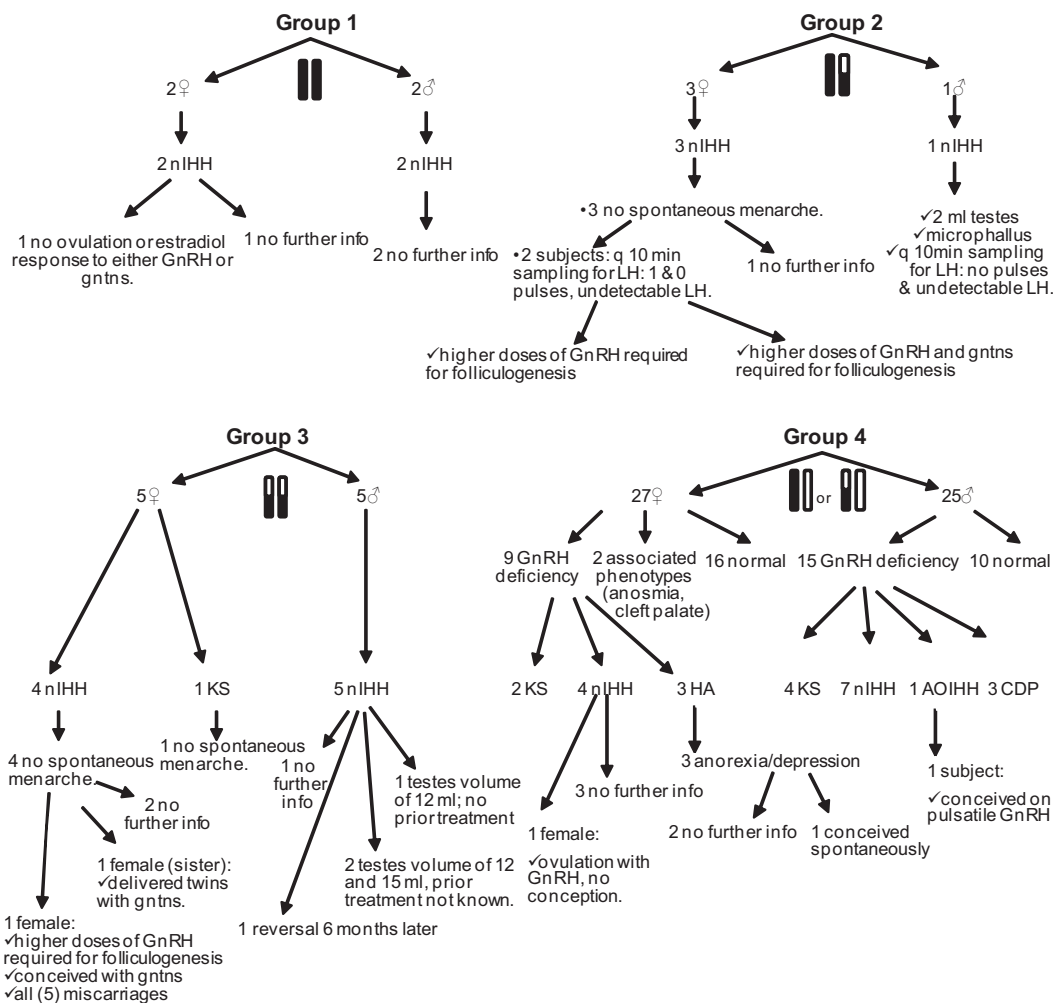 Group 1
2♀
2♂
2 nIHH
2 nIHH
1 no ovulation or estradiol
response to either GnRH or
gntns.
1 no further info
2 no further info
Group 2
3♀
1♂
3 nIHH
1 nIHH
•3 no spontaneous menarche.
•2 subjects: q 10 min
sampling for LH: 1 & 0
pulses, undetectable LH.
1 no further info
✓2 ml testes
✓microphallus
✓q 10min sampling
for LH: no pulses
& undetectable LH.
✓higher doses of GnRH required
for folliculogenesis
✓higher doses of GnRH and gntns
required for folliculogenesis
Group 3
5♀
5♂
4 nIHH
1 KS
5 nIHH
4 no spontaneous
menarche.
1 no spontaneous
menarche.
2 no
further info
1 female (sister):
✓delivered twins
with gntns.
1 female:
✓higher doses of GnRH
required for folliculogenesis
✓conceived with gntns
✓all (5) miscarriages
1 no
further
info
1 testes volume
of 12 ml; no
prior treatment
2 testes volume of 12
and 15 ml, prior
treatment not known.
1 reversal 6 months later
Group 4
27♀
or
25♂
9 GnRH
deficiency
2 associated
phenotypes
(anosmia,
cleft palate)
16 normal
15 GnRH deficiency
10 normal
2 KS
4 nIHH
3 HA
4 KS
7 nIHH
1 AOIHH
3 CDP
1 female:
✓ovulation with
GnRH, no
conception.
3 no further info
3 anorexia/depression
2 no further info
1 conceived
spontaneously
1 subject:
✓conceived on
pulsatile GnRH